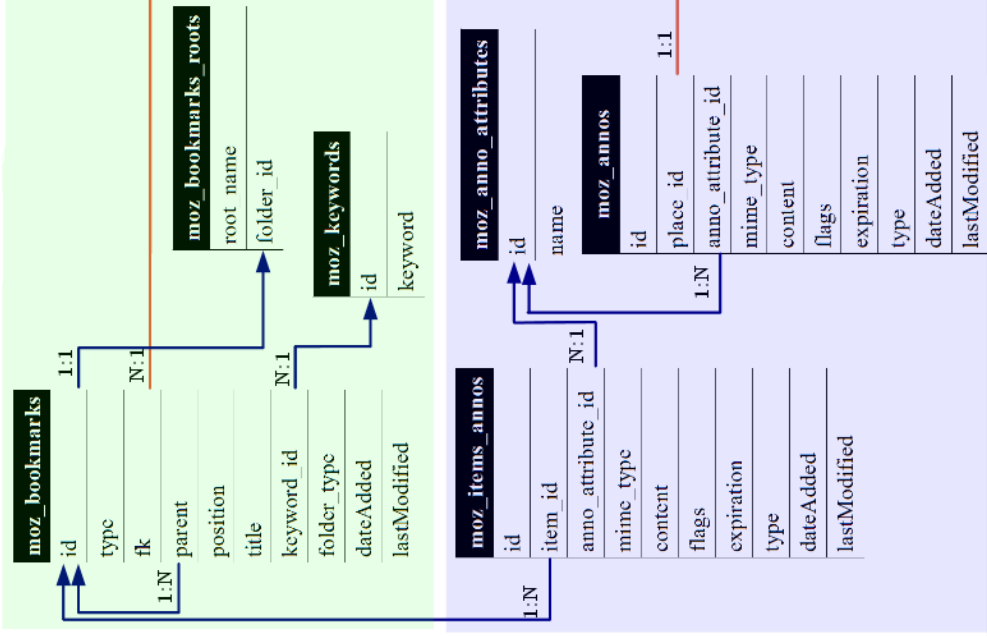 moz_bookmarks
id
type
fk
parent
position
title
keyword_id
folder_type
dateAdded
lastModified
1:N
1:1
N:1
N:1
moz_bookmarks_roots
root_name
folder_id
moz_keywords
id
keyword
moz_items_annos
id
item_id
anno_attribute_id
mime_type
content
flags
expiration
type
dateAdded
lastModified
1:N
N:1
moz_anno_attributes
id
name
moz_annos
id
place_id
anno_attribute_id
mime_type
content
flags
expiration
type
dateAdded
lastModified
1:N
1:1